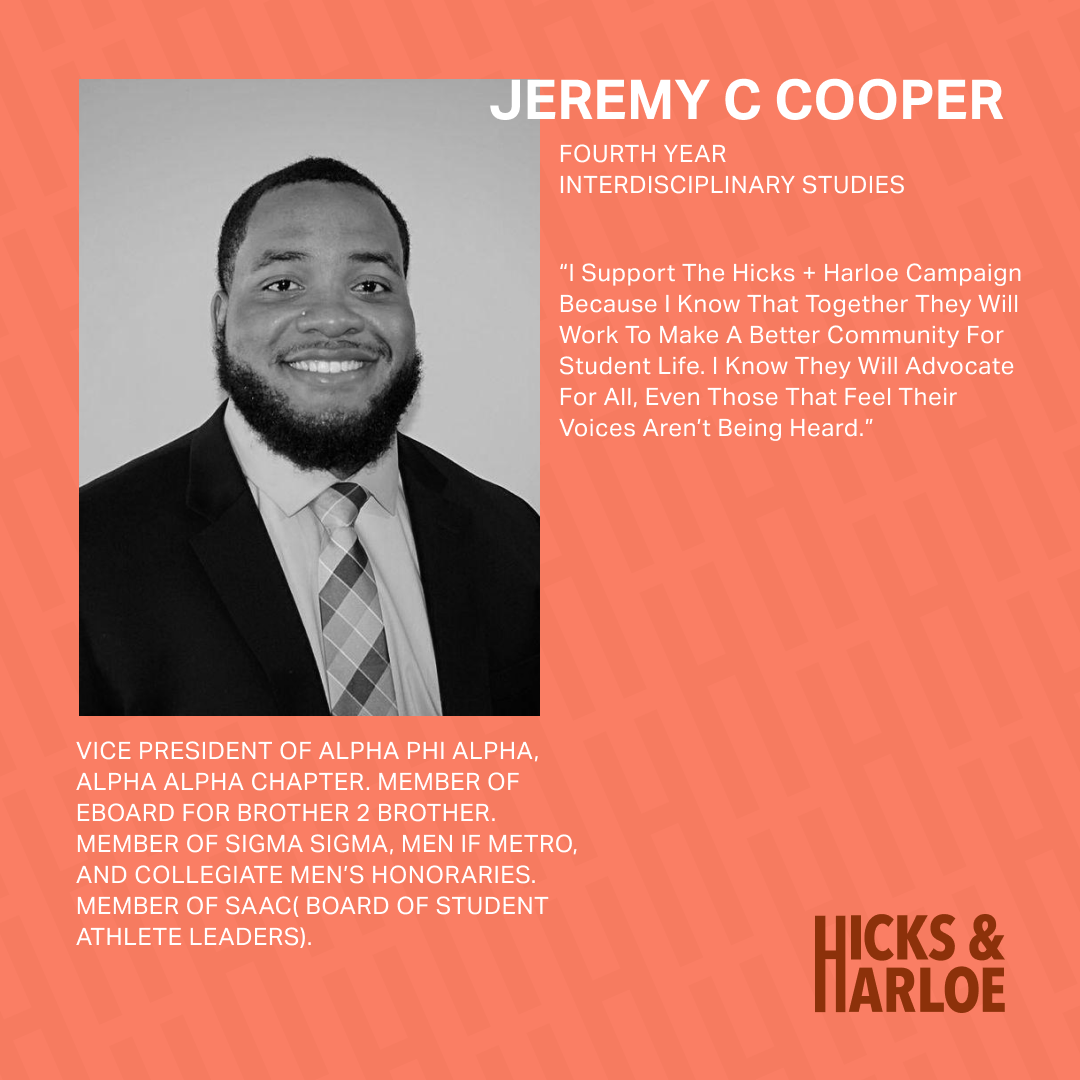 JEREMY C COOPER
FOURTH YEAR
INTERDISCIPLINARY STUDIES
“I Support The Hicks + Harloe Campaign
Because I Know That Together They Will
Work To Make A Better Community For
Student Life. I Know They Will Advocate
For All, Even Those That Feel Their
Voices Aren’t Being Heard.”
VICE PRESIDENT OF ALPHA PHI ALPHA,
ALPHA ALPHA CHAPTER. MEMBER OF
EBOARD FOR BROTHER 2 BROTHER.
MEMBER OF SIGMA SIGMA, MEN IF METRO,
AND COLLEGIATE MEN’S HONORARIES.
MEMBER OF SAAC( BOARD OF STUDENT
ATHLETE LEADERS).
HICKS &
HARLOE